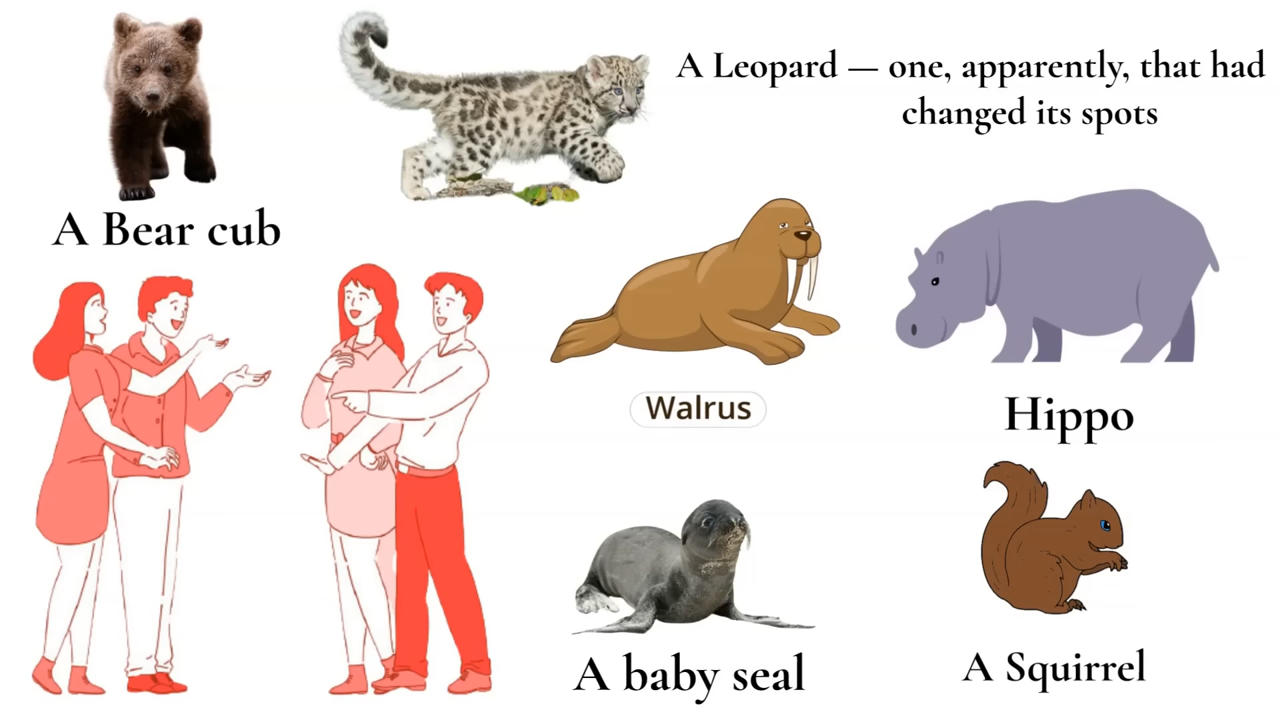 A Leopard — one, apparently, that had
changed its spots
A Bear cub
Walrus
Hippo
A baby seal
A Squirrel